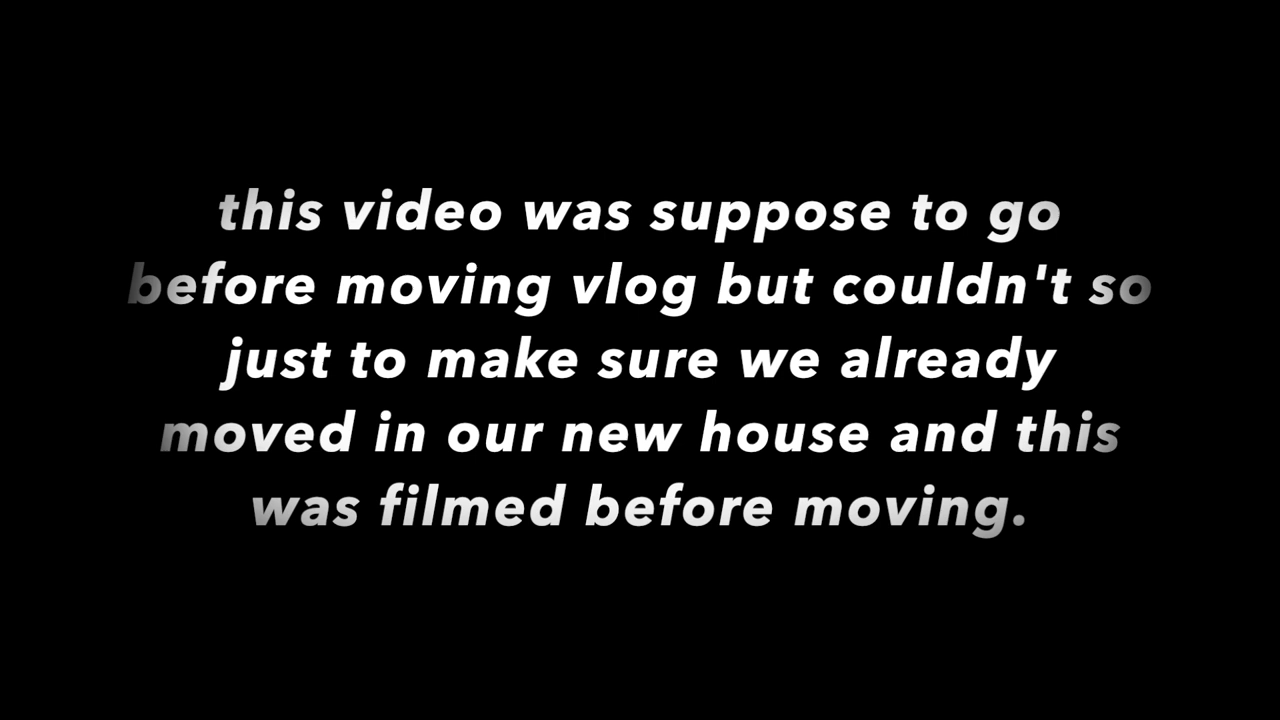 this video was suppose to go
before moving vlog but couldn't so
just to make sure we already
moved in our new house and this
was filmed before moving.